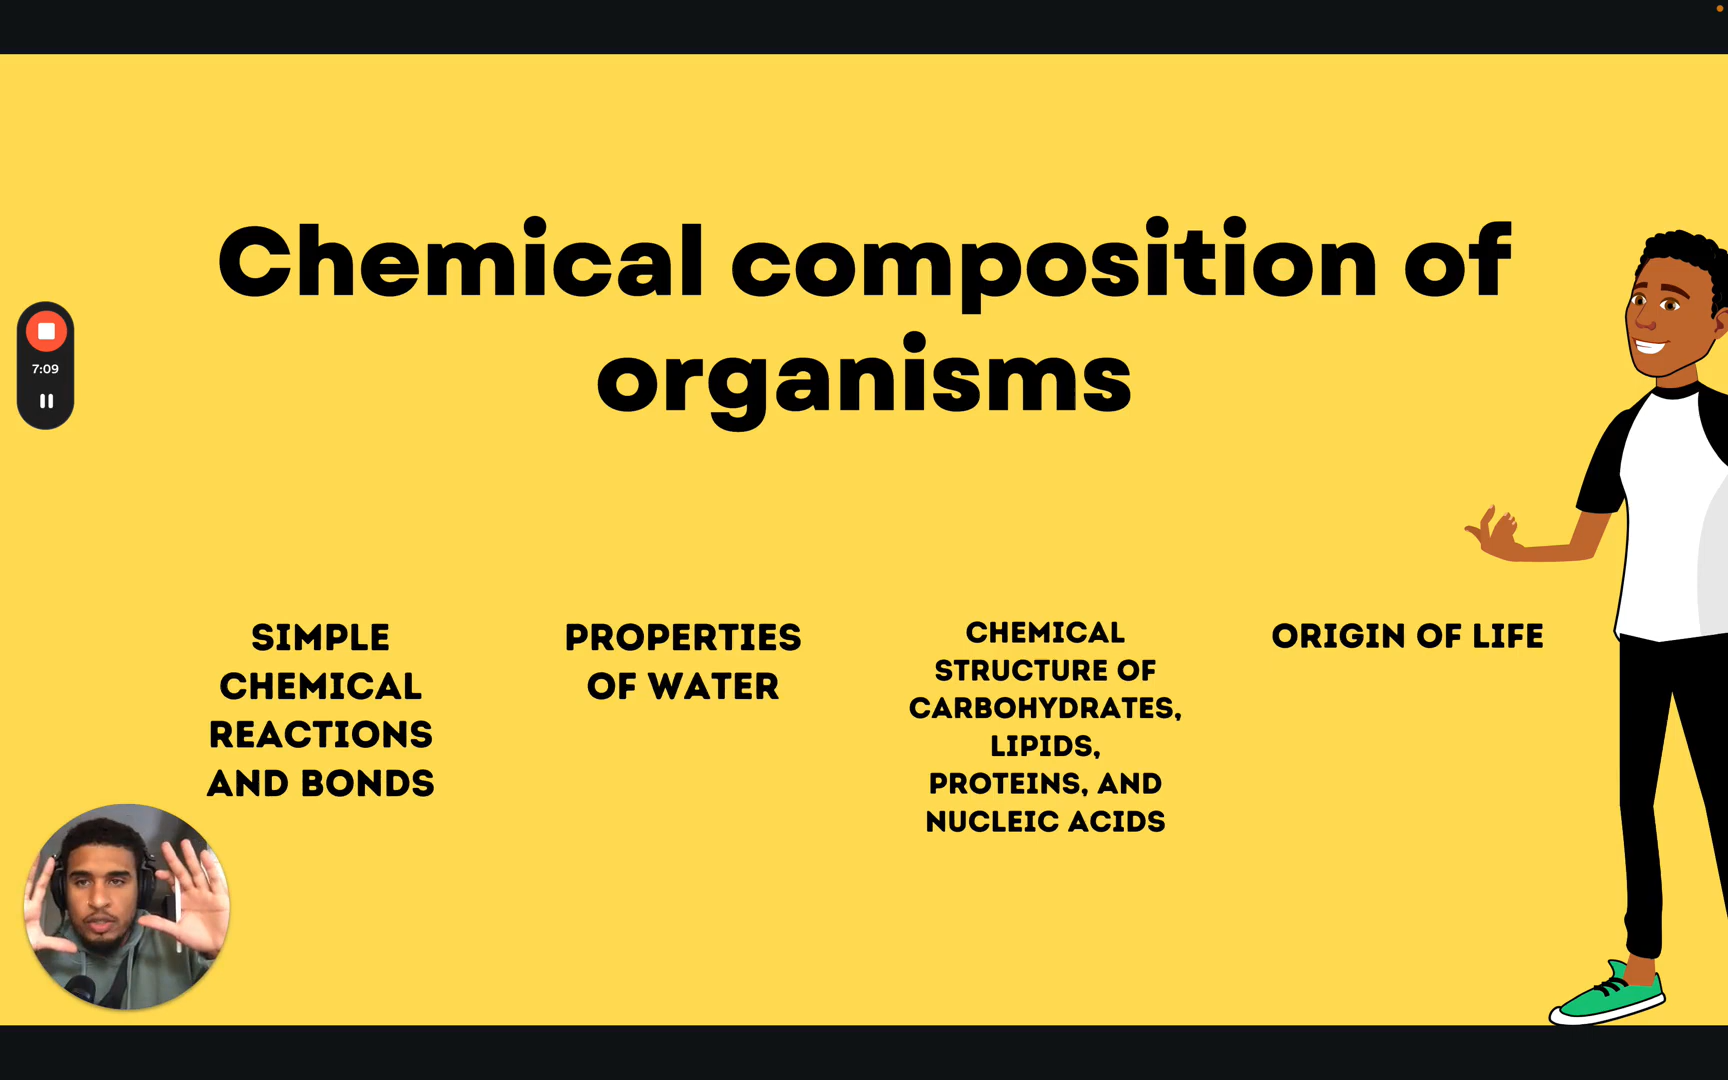 Chemical composition of
organisms
7:09
SIMPLE
CHEMICAL
REACTIONS
AND BONDS
PROPERTIES
OF WATER
CHEMICAL
STRUCTURE OF
CARBOHYDRATES,
LIPIDS,
PROTEINS, AND
NUCLEIC ACIDS
ORIGIN OF LIFE